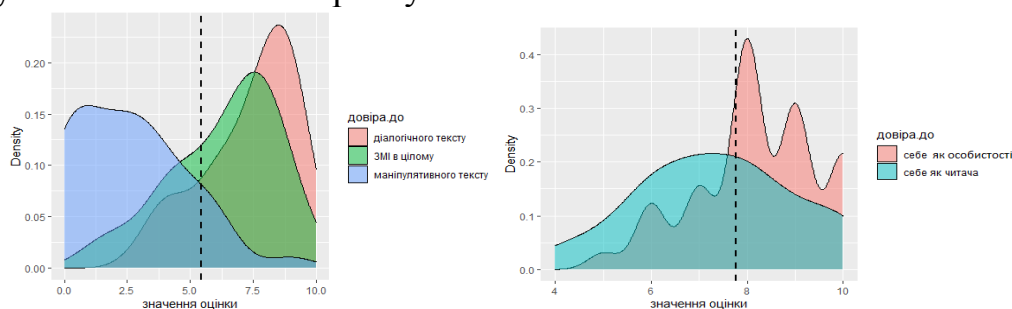 0.20
0.15
0.10
0.05
0.00
Density
0.0 2.5 5.0 7.5 10.0
значення оцінки
довіра.до
діалогічного тексту
ЗМІ в цілому
маніпулятивного тексту
0.4
0.3
0.2
0.1
0.0
Density
4 6 8 10
значення оцінки
довіра.до
себе як особистості
себе як читача